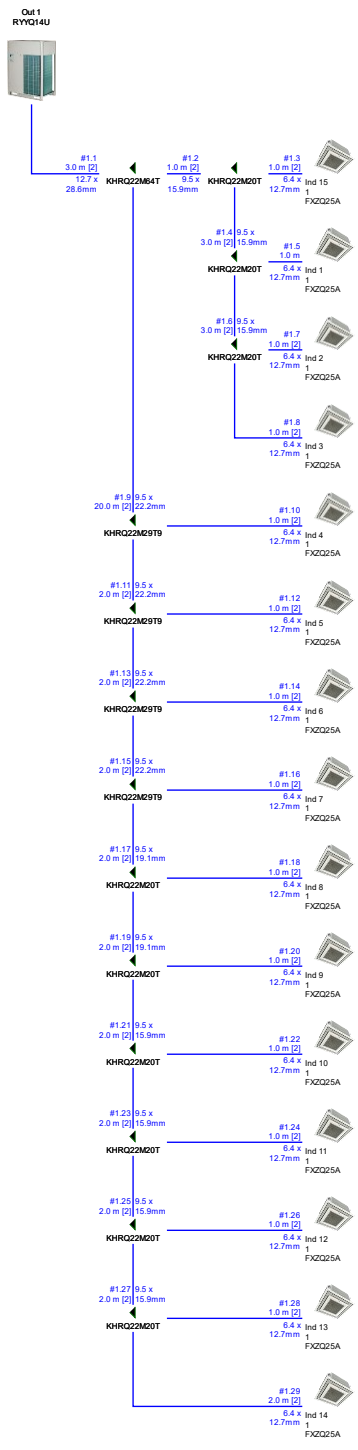 Out 1
RYYQ14U
#1.1
3.0 m [2]
12.7 x
28.6mm
KHRQ22M64T
#1.2
1.0 m [2]
9.5 x
15.9mm
KHRQ22M20T
#1.3
1.0 m [2]
6.4 x
12.7mm
Ind 15
1
FXZQ25A
#1.4 9.5 x
3.0 m [2] 15.9mm
KHRQ22M20T
#1.5
1.0 m
6.4 x
12.7mm
Ind 1
1
FXZQ25A
#1.6 9.5 x
3.0 m [2] 15.9mm
KHRQ22M20T
#1.7
1.0 m [2]
6.4 x
12.7mm
Ind 2
1
FXZQ25A
#1.8
1.0 m [2]
6.4 x
12.7mm
Ind 3
1
FXZQ25A
#1.9 9.5 x
20.0 m [2] 22.2mm
KHRQ22M29T9
#1.10
1.0 m [2]
6.4 x
12.7mm
Ind 4
1
FXZQ25A
#1.11 9.5 x
2.0 m [2] 22.2mm
KHRQ22M29T9
#1.12
1.0 m [2]
6.4 x
12.7mm
Ind 5
1
FXZQ25A
#1.13 9.5 x
2.0 m [2] 22.2mm
KHRQ22M29T9
#1.14
1.0 m [2]
6.4 x
12.7mm
Ind 6
1
FXZQ25A
#1.15 9.5 x
2.0 m [2] 22.2mm
KHRQ22M29T9
#1.16
1.0 m [2]
6.4 x
12.7mm
Ind 7
1
FXZQ25A
#1.17 9.5 x
2.0 m [2] 19.1mm
KHRQ22M20T
#1.18
1.0 m [2]
6.4 x
12.7mm
Ind 8
1
FXZQ25A
#1.19 9.5 x
2.0 m [2] 19.1mm
KHRQ22M20T
#1.20
1.0 m [2]
6.4 x
12.7mm
Ind 9
1
FXZQ25A
#1.21 9.5 x
2.0 m [2] 15.9mm
KHRQ22M20T
#1.22
1.0 m [2]
6.4 x
12.7mm
Ind 10
1
FXZQ25A
#1.23 9.5 x
2.0 m [2] 15.9mm
KHRQ22M20T
#1.24
1.0 m [2]
6.4 x
12.7mm
Ind 11
1
FXZQ25A
#1.25 9.5 x
2.0 m [2] 15.9mm
KHRQ22M20T
#1.26
1.0 m [2]
6.4 x
12.7mm
Ind 12
1
FXZQ25A
#1.27 9.5 x
2.0 m [2] 15.9mm
KHRQ22M20T
#1.28
1.0 m [2]
6.4 x
12.7mm
Ind 13
1
FXZQ25A
#1.29
2.0 m [2]
6.4 x
12.7mm
Ind 14
1
FXZQ25A